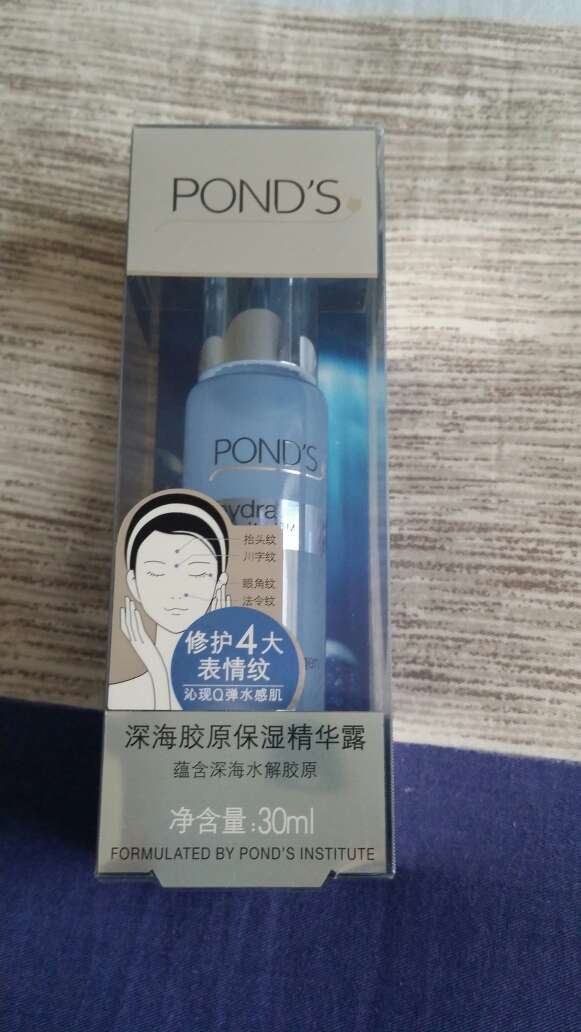 POND'S
POND'S
ydra
抬头纹
川字纹
眼角纹
法令纹
修护4大
表情纹
沁现Q弹水感肌
深海胶原保湿精华露
蕴含深海水解胶原
净含量:30ml
FORMULATED BY POND'S INSTITUTE